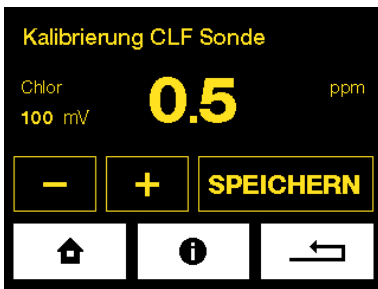 Kalibrierung CLF Sonde
Chlor
0.5
ppm
100 mV
− + SPEICHERN